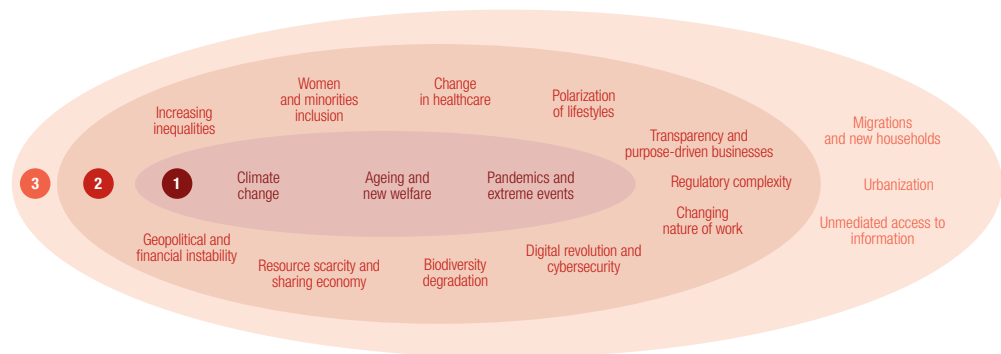 Women
and minorities
inclusion
Change
in healthcare
Polarization
of lifestyles
Increasing
inequalities
Migrations
and new households
Transparency and
purpose-driven businesses
3
2
1
Climate
change
Ageing and
new welfare
Pandemics and
extreme events
Regulatory complexity
Urbanization
Changing
nature of work
Unmediated access to
information
Geopolitical and
financial instability
Resource scarcity and
sharing economy
Biodiversity
degradation
Digital revolution and
cybersecurity